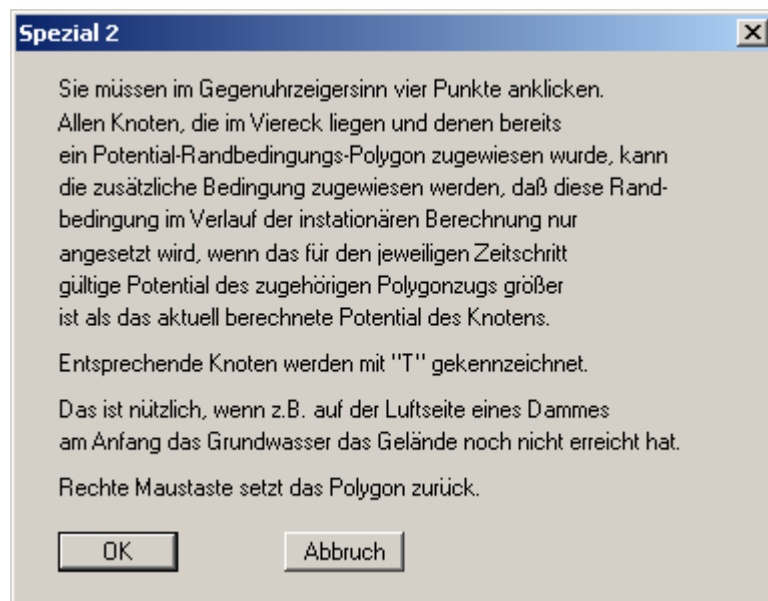 Spezial 2
Sie müssen im Gegenuhrzeigersinn vier Punkte anklicken.
Allen Knoten, die im Viereck liegen und denen bereits
ein Potential-Randbedingungs-Polygon zugewiesen wurde, kann
die zusätzliche Bedingung zugewiesen werden, daß diese Rand-
bedingung im Verlauf der instationären Berechnung nur
angesetzt wird, wenn das für den jeweiligen Zeitschritt
gültige Potential des zugehörigen Polygonzugs größer
ist als das aktuell berechnete Potential des Knotens.
Entsprechende Knoten werden mit "T" gekennzeichnet.
Das ist nützlich, wenn z.B. auf der Luftseite eines Dammes
am Anfang das Grundwasser das Gelände noch nicht erreicht hat.
Rechte Maustaste setzt das Polygon zurück.
OK
Abbruch